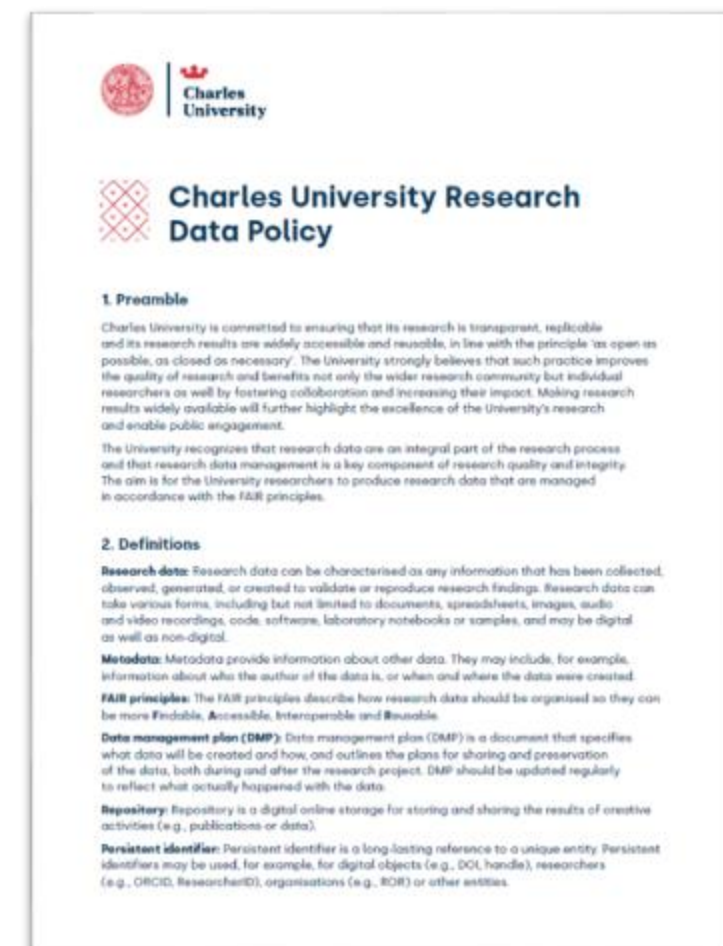 Charles
University
Charles University Research
Data Policy
1. Preamble
Charles University is committed to ensuring that its research is transparent, replicable
and its research results are widely accessible and reusable, in line with the principle 'as open as
possible, as closed as necessary'. The University strongly believes that such practice improves
the quality of research and benefits not only the wider research community but individual
researchers as well by fostering collaboration and increasing their impact. Making research
results widely available will further highlight the excellence of the University's research
and enable public engagement.
The University recognizes that research data are an integral part of the research process
and that research data management is a key component of research quality and integrity.
The aim is for the University researchers to produce research data that are managed
in accordance with the FAIR principles.
2. Definitions
Research data: Research data can be characterised as any information that has been collected,
observed, generated, or created to validate or reproduce research findings. Research data can
take various forms, including but not limited to documents, spreadsheets, images, audio
and video recordings, code, software, laboratory notebooks or samples, and may be digital
as well as non-digital.
Metadata: Metadata provide information about other data. They may include, for example,
information about who the author of the data is, or when and where the data were created.
FAIR principles: The FAIR principles describe how research data should be organised so they can
be more Findable, Accessible, Interoperable and Reusable.
Data management plan (DMP): Data management plan (DMP) is a document that specifies
what data will be created and how, and outlines the plans for sharing and preservation
of the data, both during and after the research project. DMP should be updated regularly
to reflect what actually happened with the data.
Repository: Repository is a digital online storage for storing and sharing the results of creative
activities (e.g., publications or data).
Persistent identifier: Persistent identifier is a long-lasting reference to a unique entity. Persistent
identifiers may be used, for example, for digital objects (e.g., DOI, handle), researchers
(e.g., ORCID, ResearcherID), organisations (e.g., ROR) or other entities.